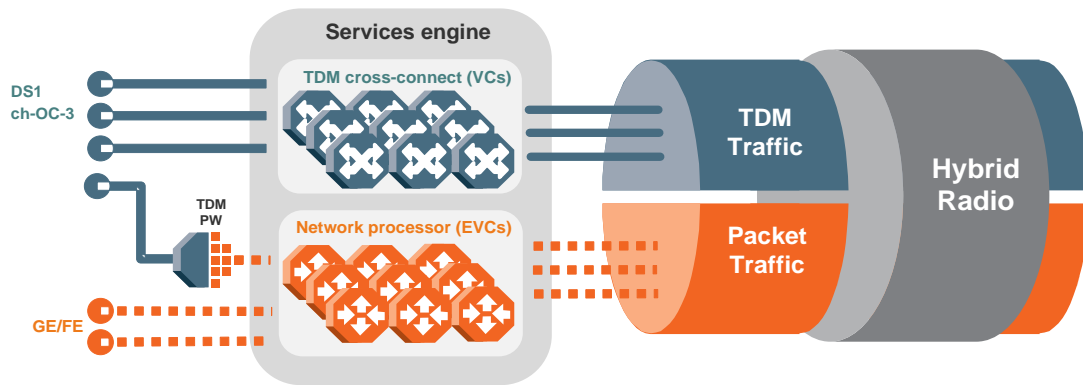 Services engine
TDM cross-connect (VCs)
DS1
ch-OC-3
TDM
PW
Network processor (EVCs)
GE/FE
TDM
Traffic
Packet
Traffic
Hybrid
Radio